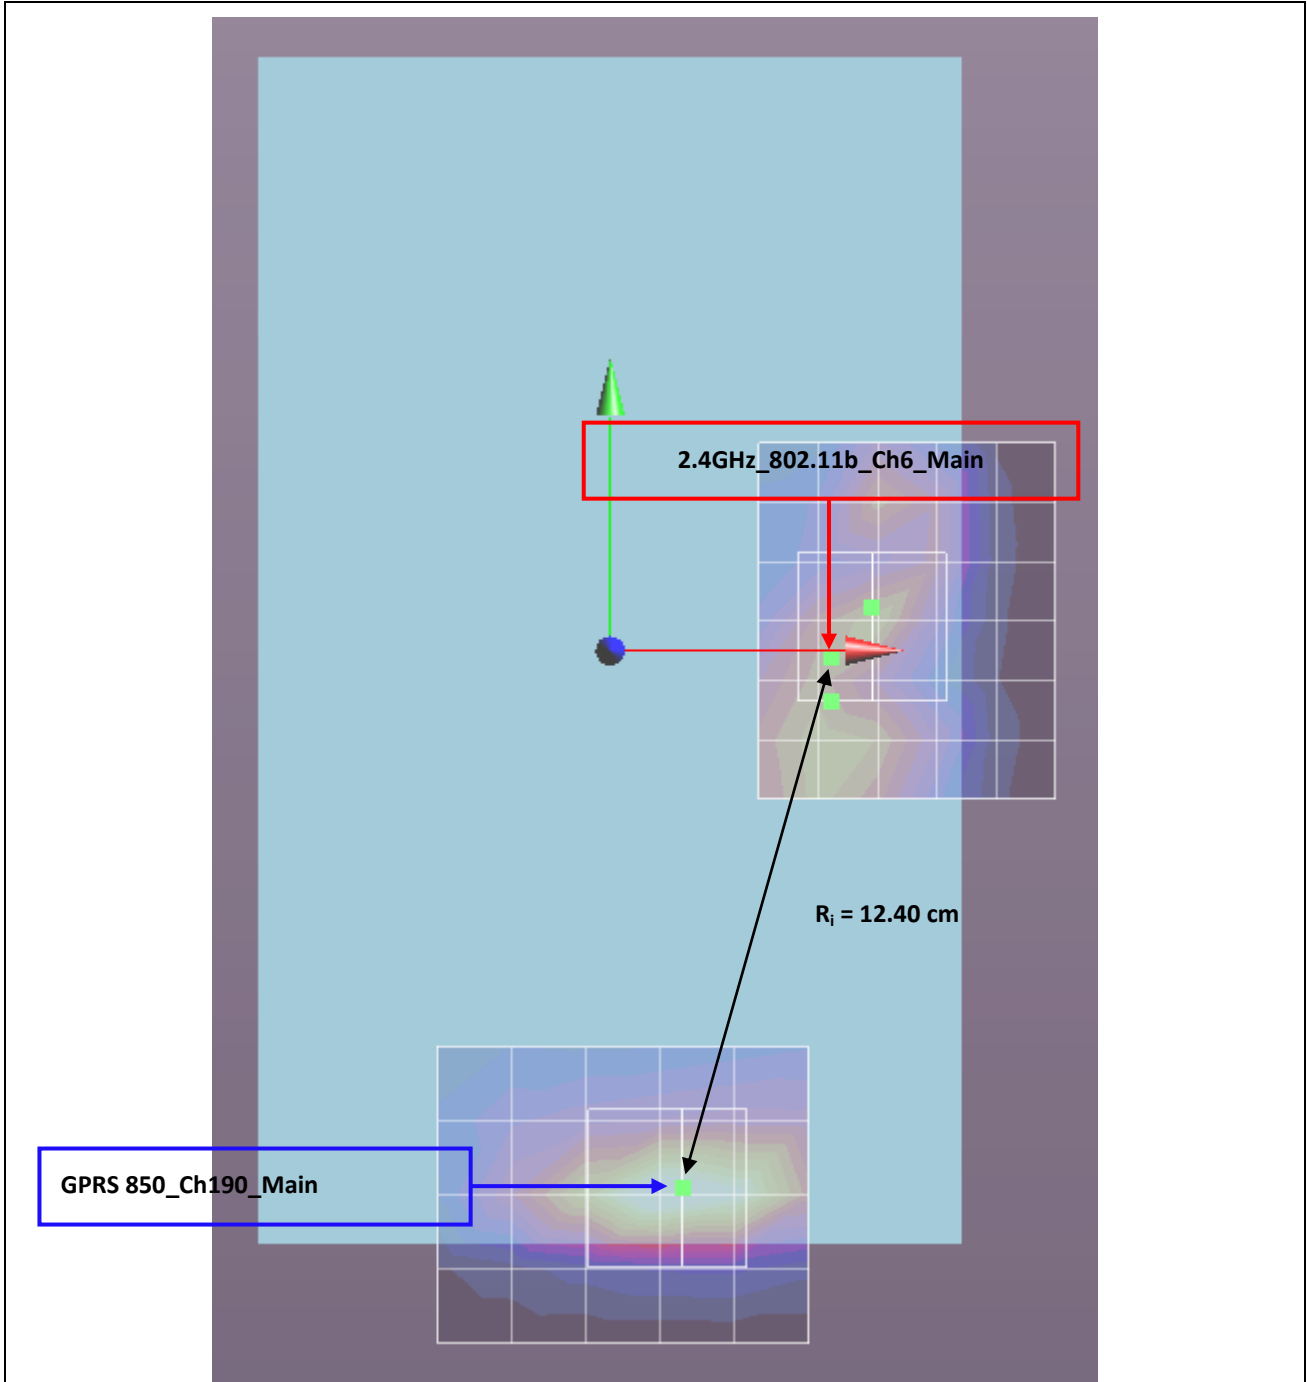 2.4GHz_802.11b_Ch6_Main
Rᵢ = 12.40 cm
GPRS 850_Ch190_Main